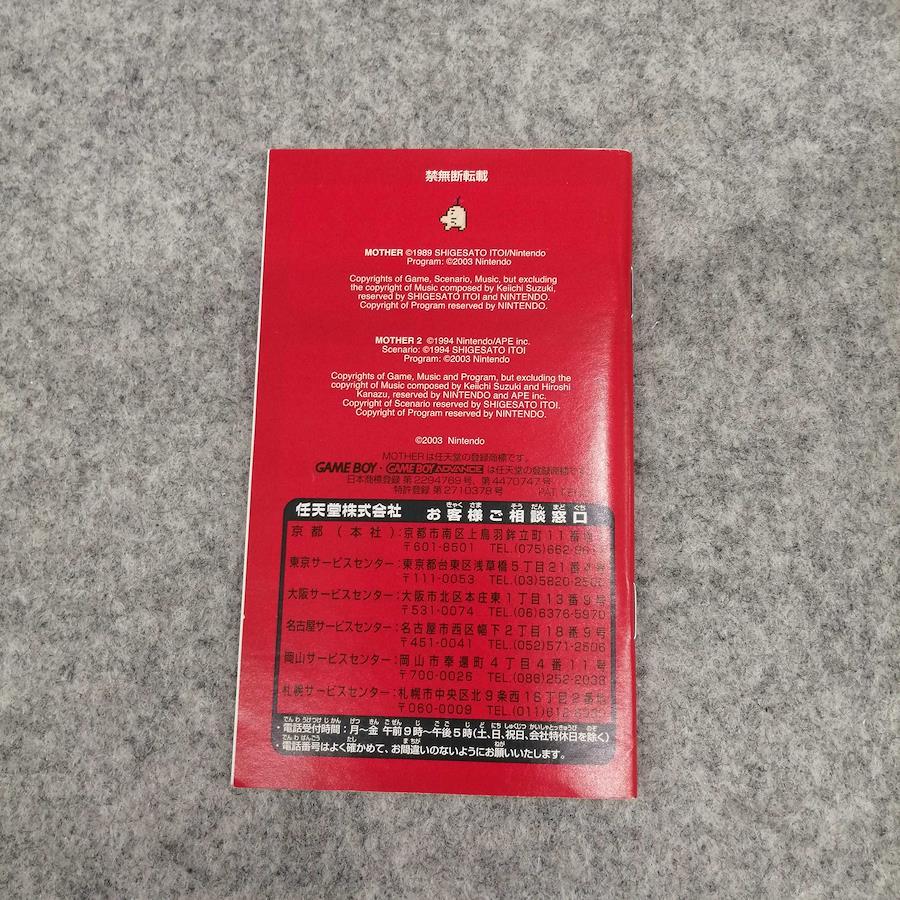 禁無断転載
MOTHER ©1989 SHIGESATO ITOI/Nintendo
Program: ©2003 Nintendo
Copyrights of Game, Scenario, Music, but excluding
the copyright of Music composed by Keiichi Suzuki,
reserved by SHIGESATO ITOI and NINTENDO.
Copyright of Program reserved by NINTENDO.
MOTHER 2 ©1994 Nintendo/APE inc.
Scenario: ©1994 SHIGESATO ITOI
Program: ©2003 Nintendo
Copyrights of Game, Music and Program, but excluding the
copyright of Music composed by Keiichi Suzuki and Hiroshi
Kanazu, reserved by NINTENDO and APE inc.
Copyright of Scenario reserved by SHIGESATO ITOI.
Copyright of Program reserved by NINTENDO.
©2003 Nintendo
MOTHERは任天堂の登録商標です。
GAME BOY・GAME BOY ADVANCEは任天堂の登録商標です
日本商標登録 第2294769号、第4470747号
特許登録 第2710378号 PAT.
任天堂株式会社 お客様ご相談窓口
京都(本社):京都市南区上鳥羽鉾立町11番地
〒601-8501 TEL.(075)662-
東京サービスセンター:東京都台東区浅草橋5丁目21番
〒111-0053 TEL.(03)5820-
大阪サービスセンター:大阪市北区本庄東1丁目13番9号
〒531-0074 TEL.(06)6376-5970
名古屋サービスセンター:名古屋市西区幅下2丁目18番9号
〒451-0041 TEL.(052)571-2506
岡山サービスセンター:岡山市奉還町4丁目4番11号
〒700-0026 TEL.(086)252-2038
札幌サービスセンター:札幌市中央区北9条西18丁目2番地
〒060-0009 TEL.(011)
・電話受付時間:月〜金 午前9時〜午後5時(土、日、祝日、会社特休日を除く)
・電話番号はよく確かめて、お間違いのないようにお願いいたします。